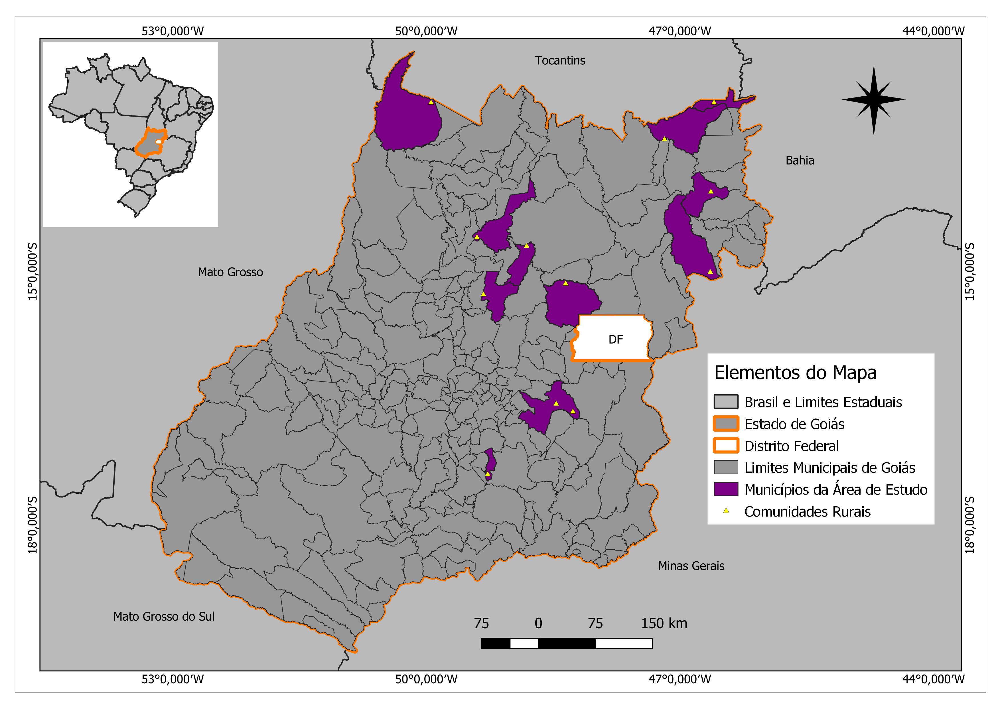 53°0,000′W
50°0,000′W
47°0,000′W
44°0,000′W
Tocantins
Bahia
Mato Grosso
15°0,000′S
15°0,000′S
DF
Elementos do Mapa
Brasil e Limites Estaduais
Estado de Goiás
Distrito Federal
Limites Municipais de Goiás
Municípios da Área de Estudo
Comunidades Rurais
18°0,000′S
18°0,000′S
Minas Gerais
Mato Grosso do Sul
75 0 75 150 km
53°0,000′W
50°0,000′W
47°0,000′W
44°0,000′W